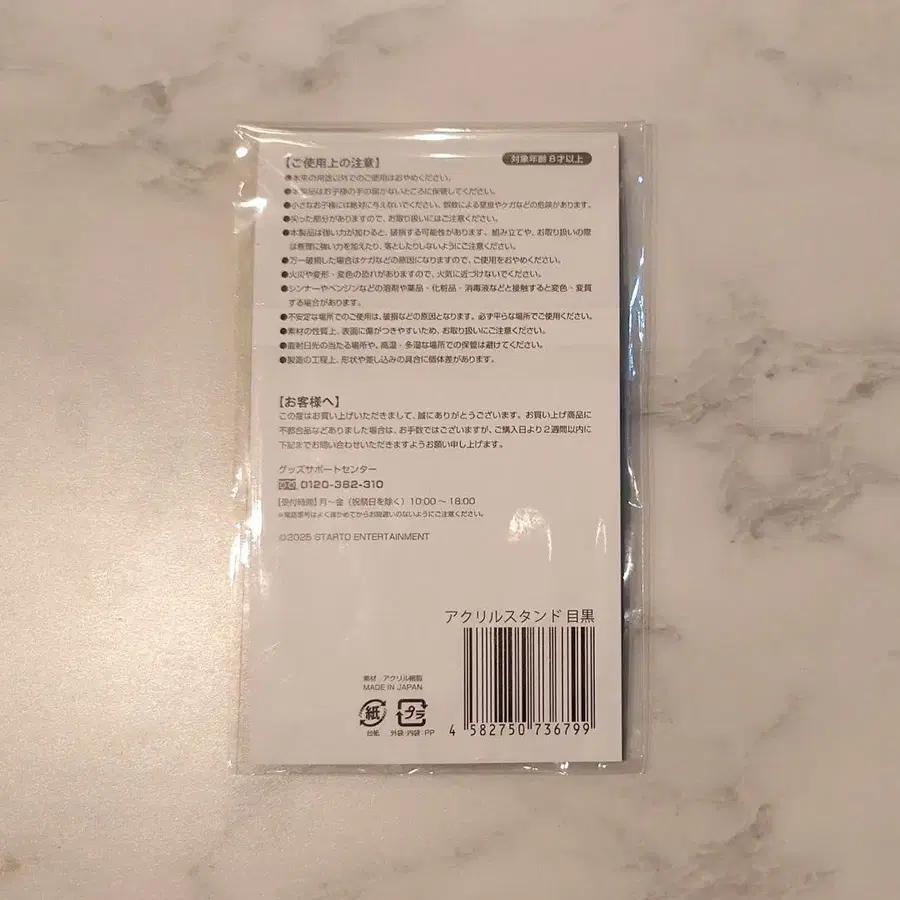 【ご使用上の注意】
対象年齢 8才以上
●本来の用途以外でのご使用はおやめください。
●本製品はお子様の手の届かないところに保管してください。
●小さなお子様には絶対に与えないでください。誤飲による窒息やケガなどの危険があります。
●尖った部分がありますので、お取り扱いにはご注意ください。
●本製品は強い力が加わると、破損する可能性があります。組み立てや、お取り扱いの際
は無理に強い力を加えたり、落としたりしないようにご注意ください。
●万一破損した場合はケガなどの原因になりますので、ご使用をおやめください。
●火災や変形・変色の恐れがありますので、火気に近づけないでください。
●シンナーやベンジンなどの溶剤や薬品・化粧品・消毒液などと接触すると変色・変質
する場合があります。
●不安定な場所でのご使用は、破損などの原因となります。必ず平らな場所でご使用ください。
●素材の性質上、表面に傷がつきやすいため、お取り扱いにご注意ください。
●直射日光の当たる場所や、高温・多湿な場所での保管は避けてください。
●製造の工程上、形状や差し込みの具合に個体差があります。
【お客様へ】
この度はお買い上げいただきまして、誠にありがとうございます。お買い上げ商品に
不都合品などありました場合は、お手数ではございますが、ご購入日より2週間以内に
下記までお問い合わせいただきますようお願い申し上げます。
グッズサポートセンター
0120-382-310
【受付時間】月〜金（祝祭日を除く）10:00〜18:00
※電話番号はよく確かめてからお間違いのないようにご注意ください。
©2025 STARTO ENTERTAINMENT
アクリルスタンド 目黒
素材：アクリル樹脂
MADE IN JAPAN
紙
プラ
台紙
外袋・内袋：PP
4 582750 736799